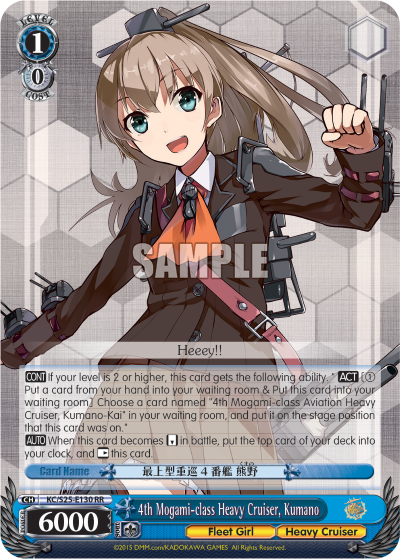 LEVEL
1
0
COST
SAMPLE
Heeey!!
CONT If your level is 2 or higher, this card gets the following ability. " ACT (①
Put a card from your hand into your waiting room & Put this card into your
waiting room) Choose a card named "4th Mogami-class Aviation Heavy
Cruiser, Kumano-Kai" in your waiting room, and put it on the stage position
that this card was on."
AUTO When this card becomes in battle, put the top card of your deck into
your clock, and this card.
Card Name 最上型重巡4番艦 熊野
CH KC/S25-E130 RR
4th Mogami-class Heavy Cruiser, Kumano
POWER 6000 SOUL
Fleet Girl Heavy Cruiser
©2015 DMM.com/KADOKAWA GAMES All Rights Reserved.